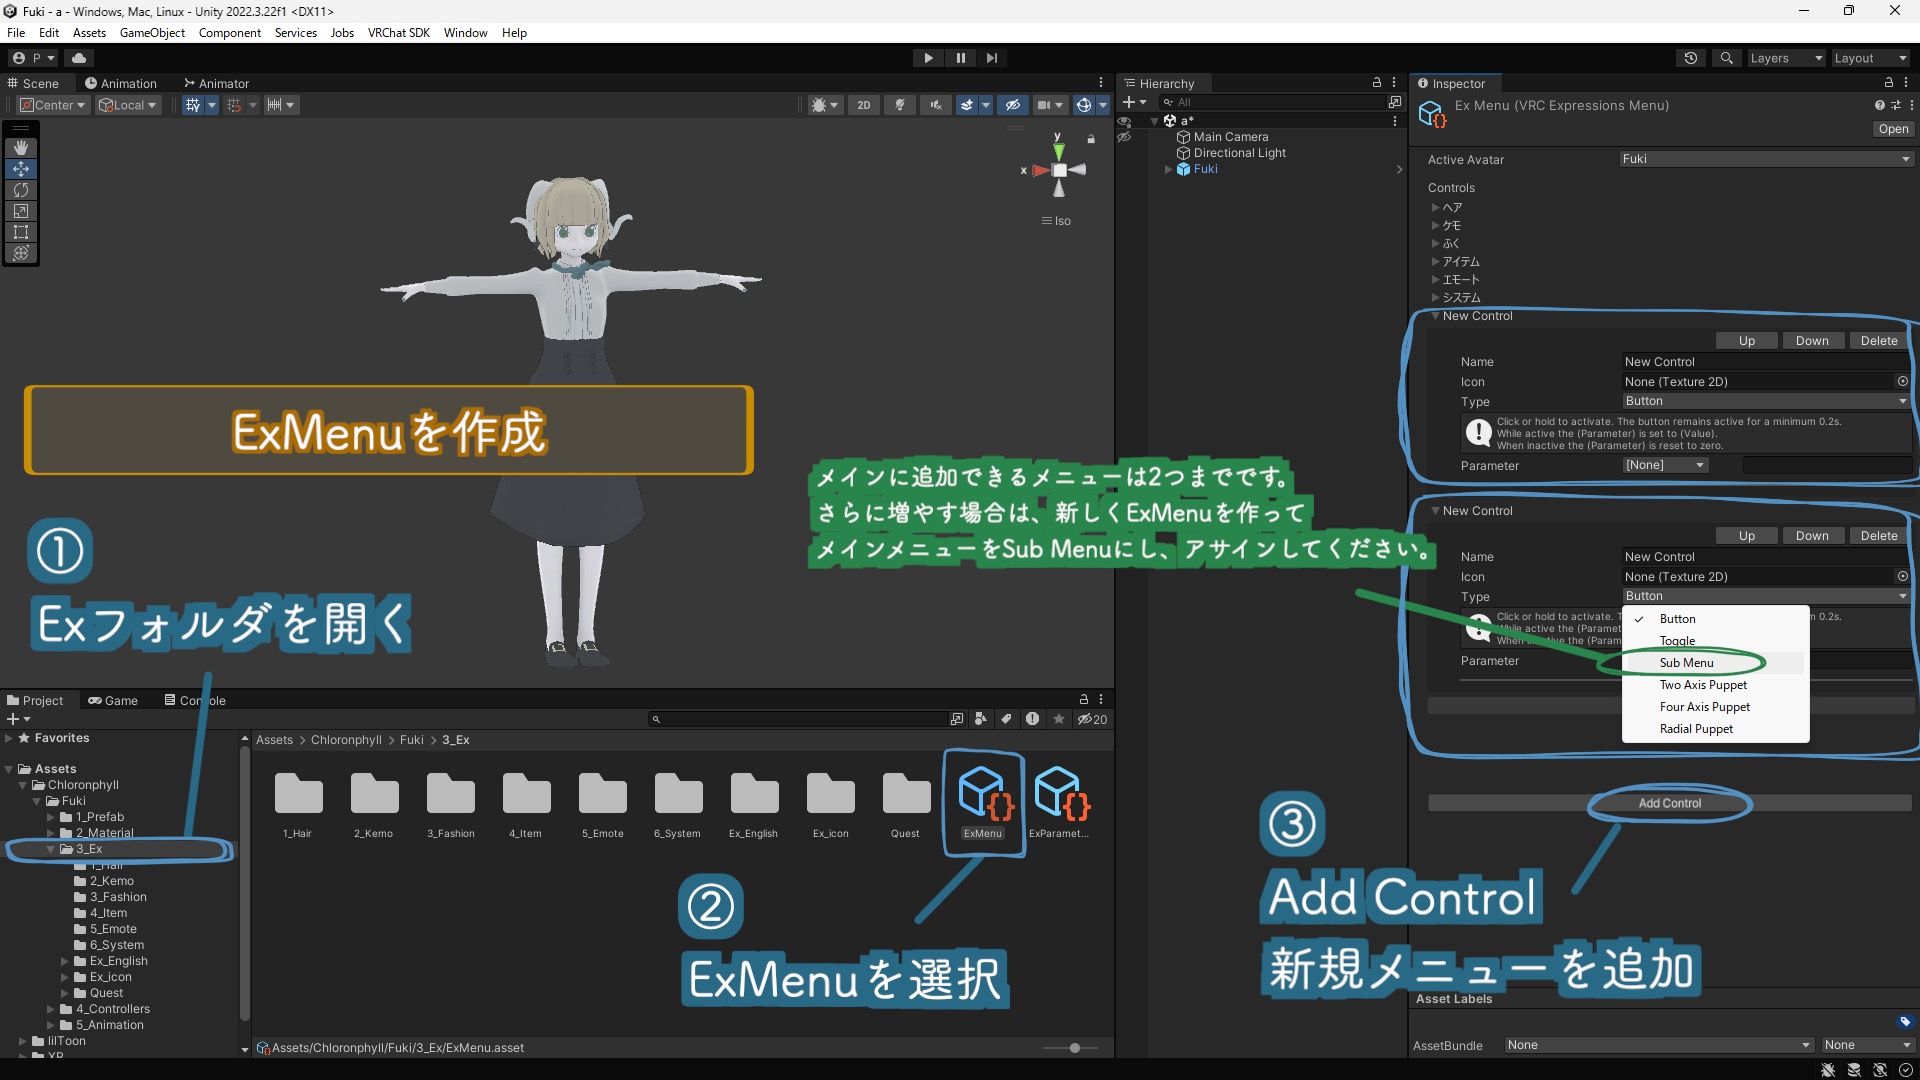 Fuki - a - Windows, Mac, Linux - Unity 2022.3.22f1 <DX11>
File Edit Assets GameObject Component Services Jobs VRChat SDK Window Help
P
Layers
Layout
Scene
Animation
Animator
Center
Local
2D
y
x
Iso
ExMenuを作成
①
Exフォルダを開く
メインに追加できるメニューは2つまでです。
さらに増やす場合は、新しくExMenuを作って
メインメニューをSub Menuにし、アサインしてください。
Hierarchy
All
a*
Main Camera
Directional Light
Fuki
Inspector
Ex Menu (VRC Expressions Menu)
Open
Active Avatar
Fuki
Controls
ヘア
ケモ
ふく
アイテム
エモート
システム
New Control
Up Down Delete
Name New Control
Icon None (Texture 2D)
Type Button
Click or hold to activate. The button remains active for a minimum 0.2s.
While active the (Parameter) is set to (Value).
When inactive the (Parameter) is reset to zero.
Parameter [None]
New Control
Up Down Delete
Name New Control
Icon None (Texture 2D)
Type Button
Click or hold to activate.
m 0.2s.
Parameter
Button
Toggle
Sub Menu
Two Axis Puppet
Four Axis Puppet
Radial Puppet
Add Control
③
Add Control
新規メニューを追加
Asset Labels
AssetBundle None None
Project
Game
Console
20
Favorites
Assets
Chloronphyll
Fuki
1_Prefab
2_Material
3_Ex
1_Hair
2_Kemo
3_Fashion
4_Item
5_Emote
6_System
Ex_English
Ex_icon
Quest
4_Controllers
5_Animation
lilToon
XR
Assets > Chloronphyll > Fuki > 3_Ex
1_Hair
2_Kemo
3_Fashion
4_Item
5_Emote
6_System
Ex_English
Ex_icon
Quest
ExMenu
ExParamet...
②
ExMenuを選択
Assets/Chloronphyll/Fuki/3_Ex/ExMenu.asset